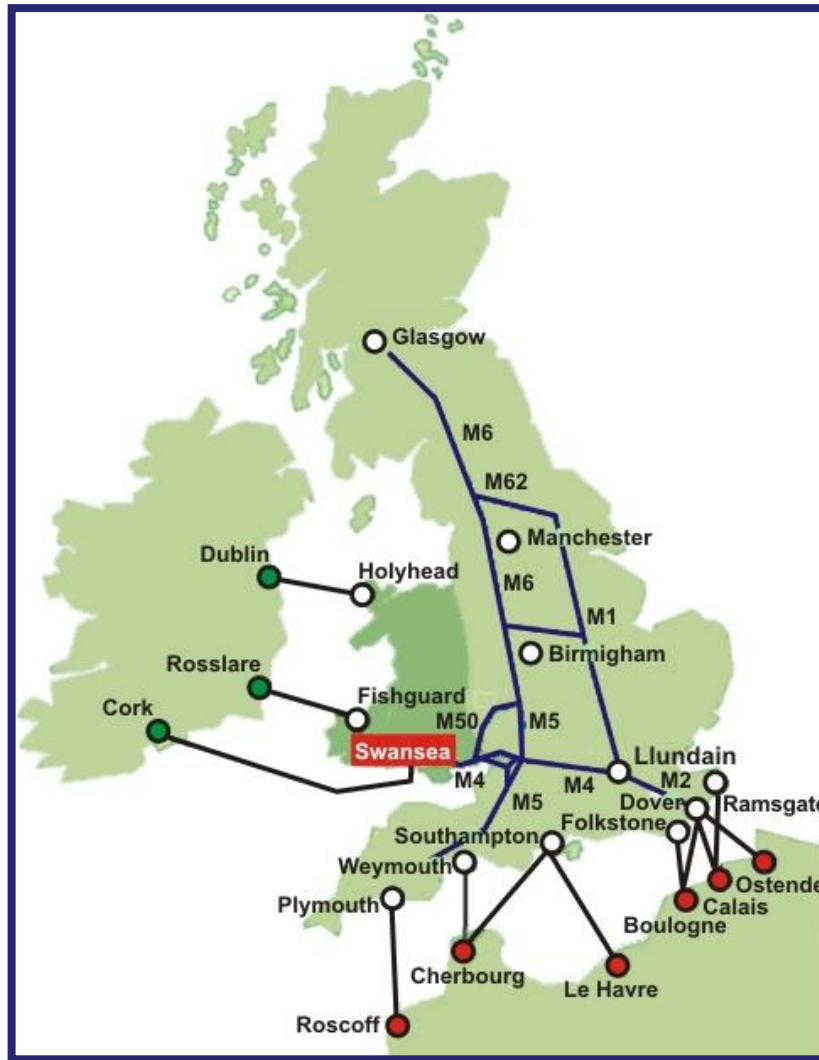 Glasgow
M6
M62
Manchester
Dublin
Holyhead
M6
M1
Birmigham
Rosslare
Fishguard
Cork
M50
M5
Swansea
Llundain
M4
M4
M2
M5
Dover
Ramsgate
Folkstone
Southampton
Weymouth
Plymouth
Ostende
Calais
Boulogne
Cherbourg
Le Havre
Roscoff